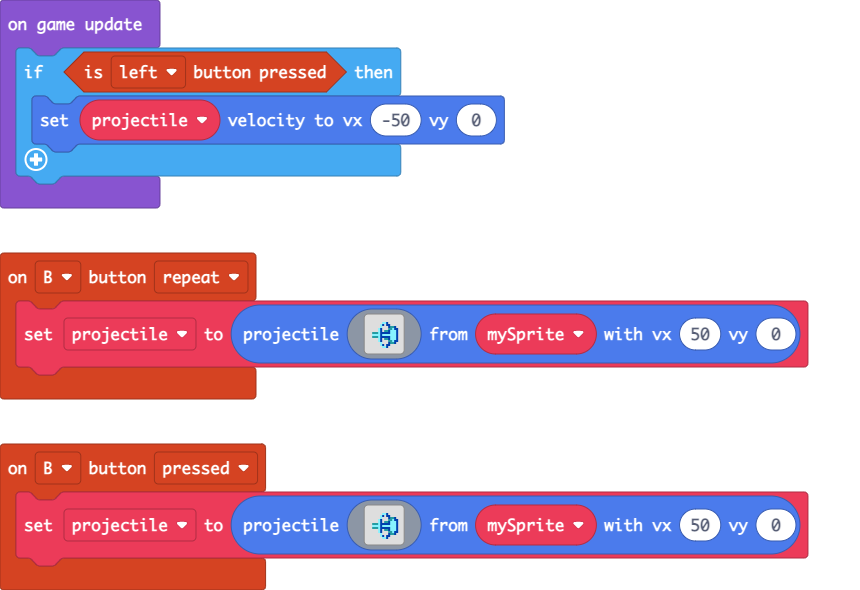 on game update
if is left button pressed then
set projectile velocity to vx -50 vy 0
on B button repeat
set projectile to projectile from mySprite with vx 50 vy 0
on B button pressed
set projectile to projectile from mySprite with vx 50 vy 0